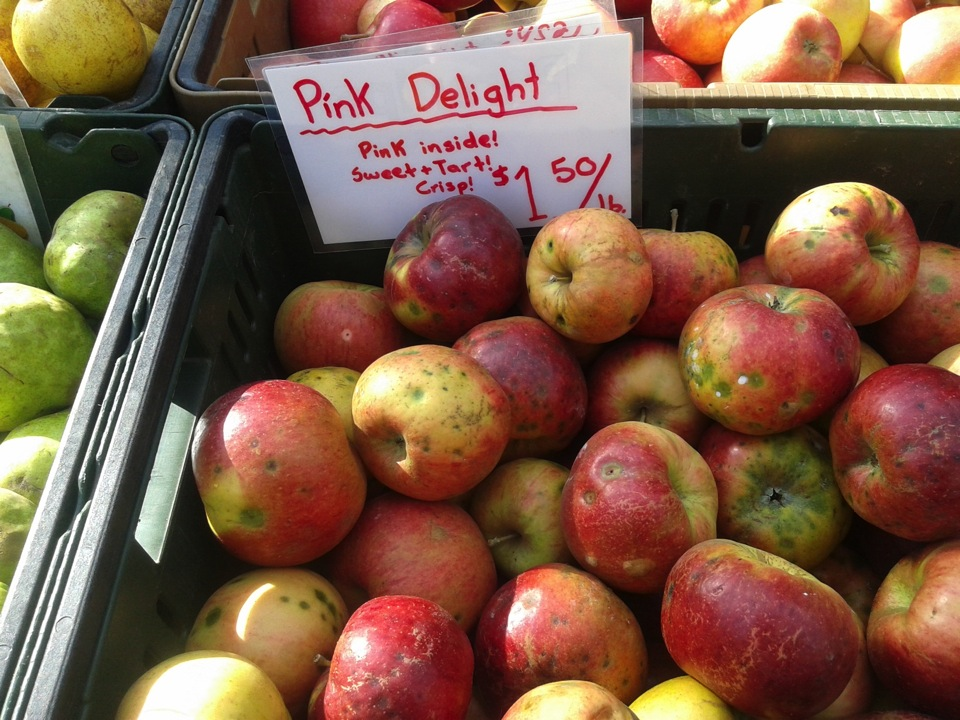 Pink Delight
Pink inside!
Sweet + Tart!
Crisp!
$1.50/lb.